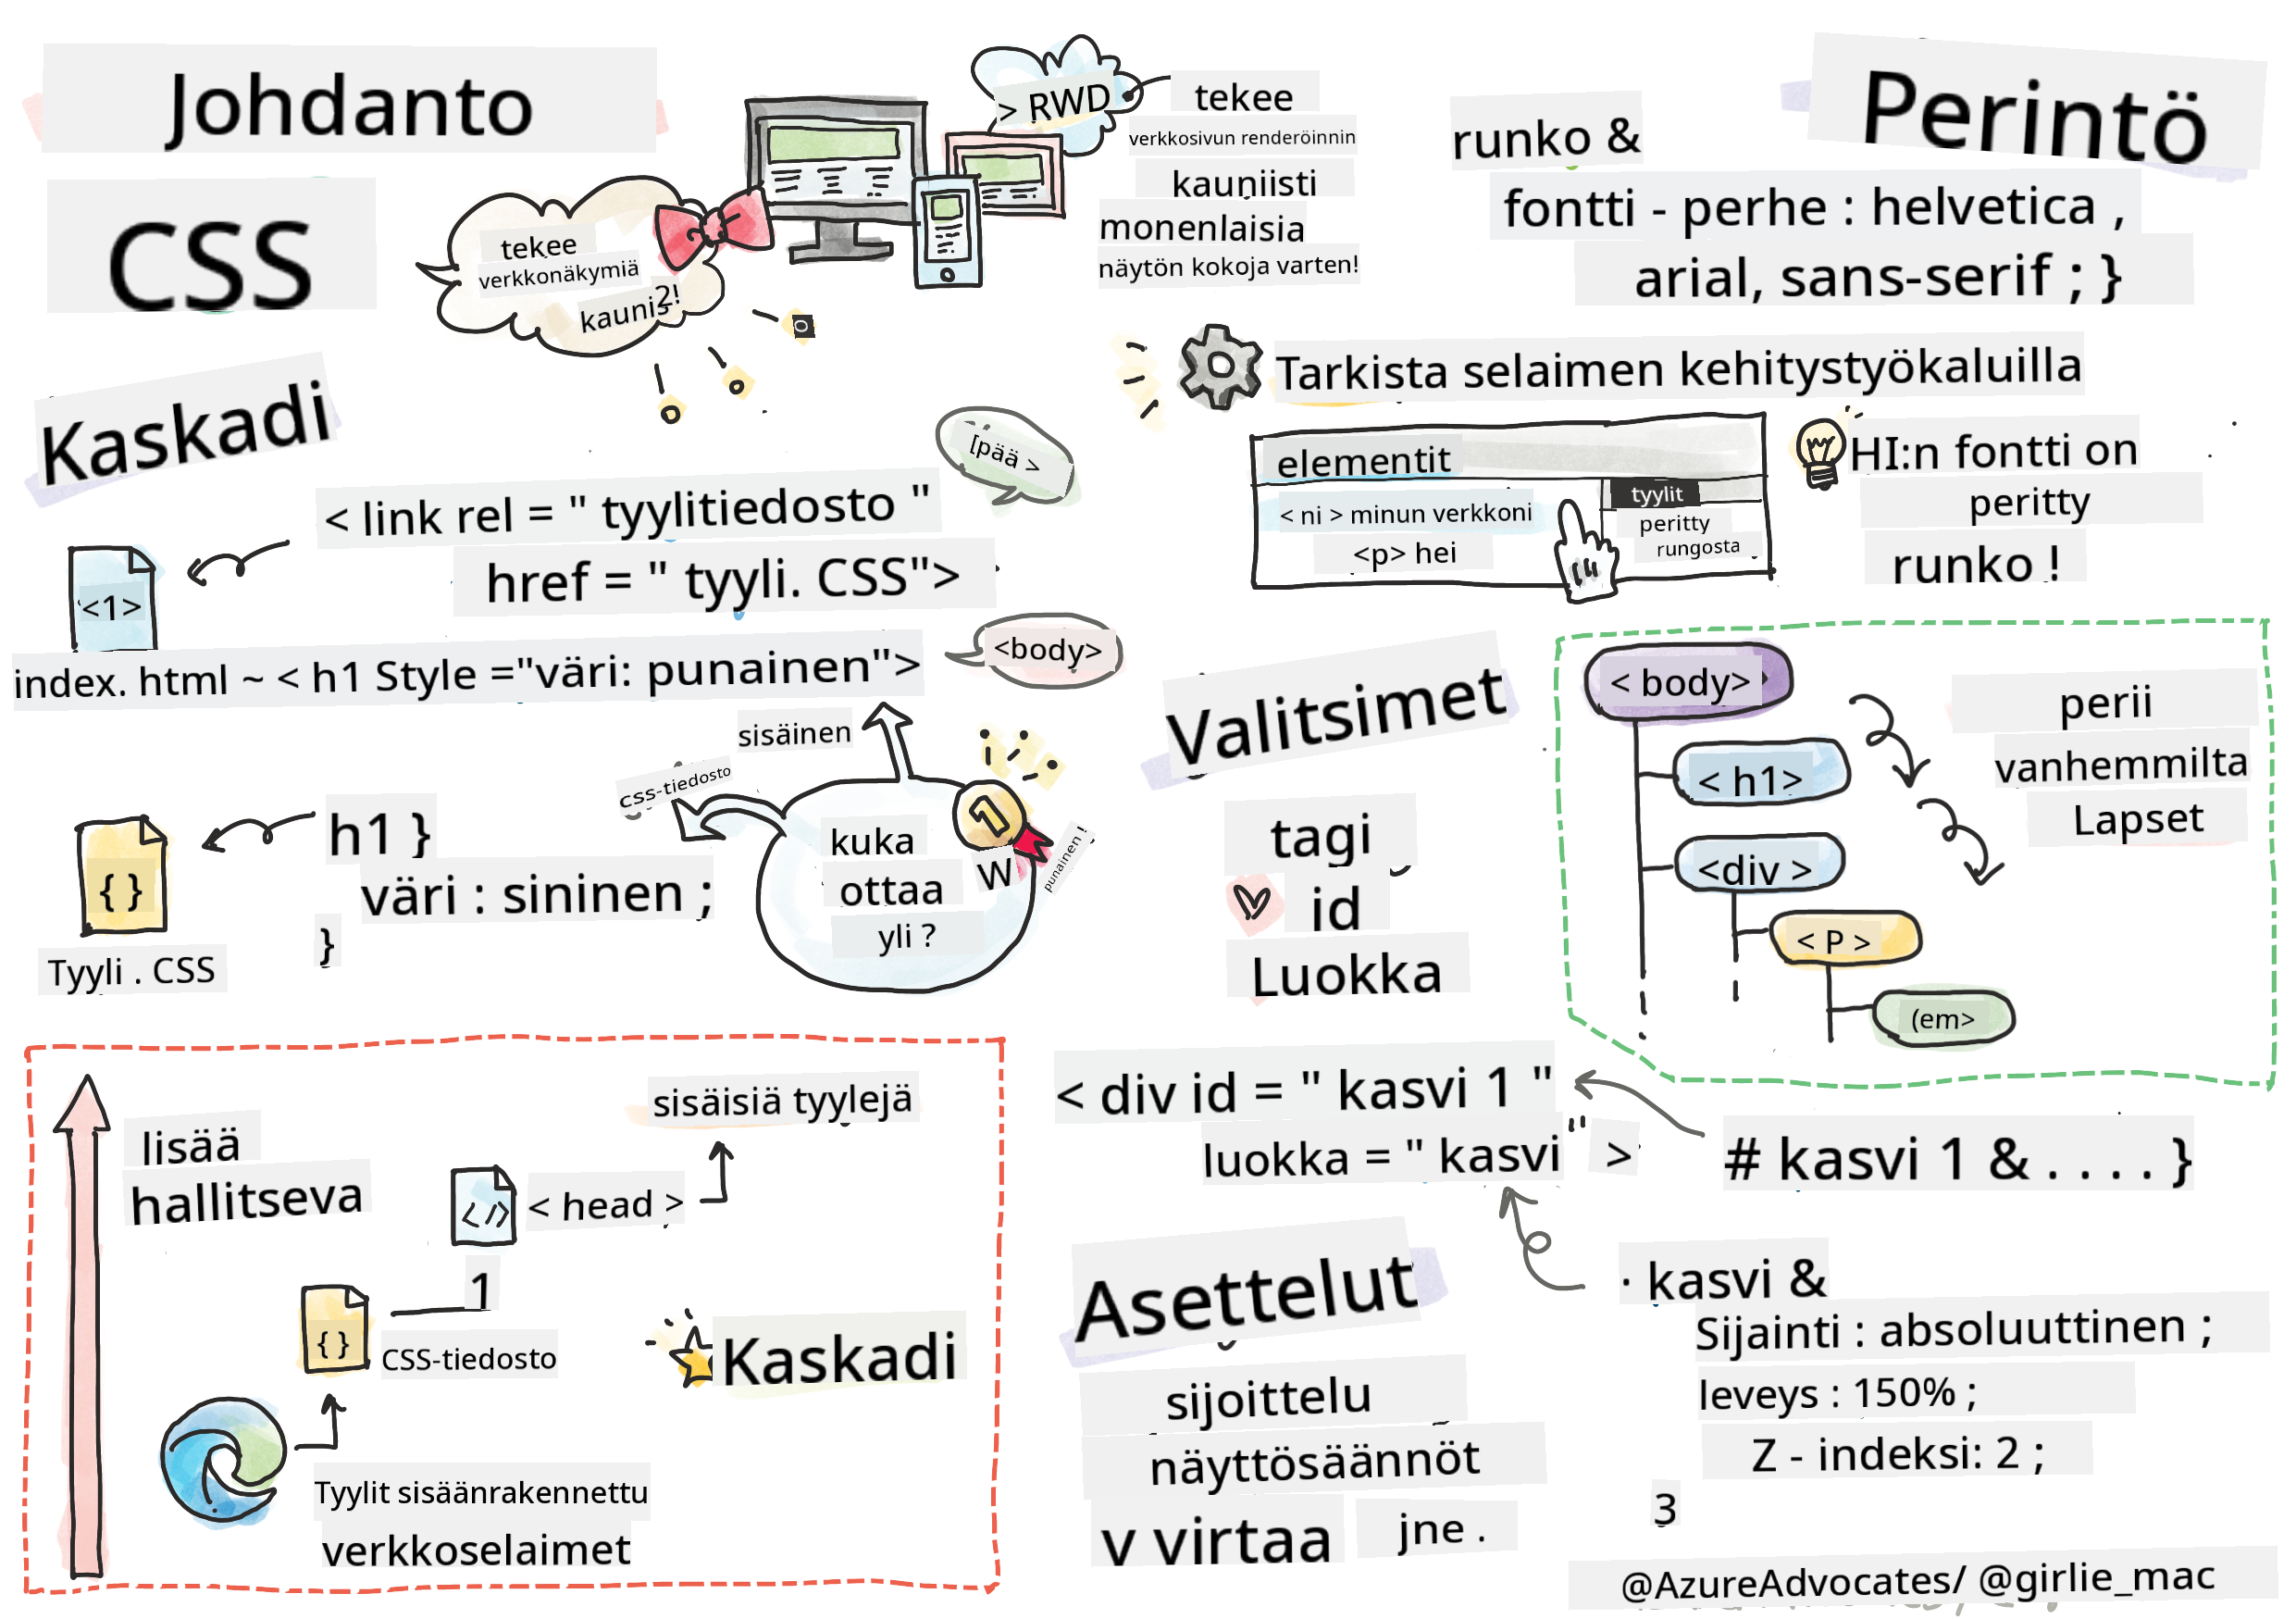 Johdanto
CSS
tekee
verkkonäkymiä
kaunis
2!
> RWD
tekee
verkkosivun renderöinnin
kauniisti
monenlaisia
näytön kokoja varten!
Kaskadi
[pää >
< link rel = " tyylitiedosto "
href = " tyyli. CSS">
<1>
index. html ~ < h1 Style ="väri: punainen">
<body>
sisäinen
css-tiedosto
h1 }
väri : sininen ;
}
{ }
Tyyli . CSS
kuka
ottaa
yli ?
1
W
punainen !
lisää
hallitseva
sisäisiä tyylejä
</>
< head >
1
{ }
CSS-tiedosto
Kaskadi
Tyylit sisäänrakennettu
verkkoselaimet
Perintö
runko &
fontti - perhe : helvetica ,
arial, sans-serif ; }
Tarkista selaimen kehitystyökaluilla
elementit
< ni > minun verkkoni
<p> hei
tyylit
peritty
rungosta
HI:n fontti on
peritty
runko !
Valitsimet
tagi
id
Luokka
< body>
< h1>
<div >
< P >
(em>
perii
vanhemmilta
Lapset
< div id = " kasvi 1 "
luokka = " kasvi" >
# kasvi 1 & . . . . }
· kasvi &
Sijainti : absoluuttinen ;
leveys : 150% ;
Z - indeksi: 2 ;
3
Asettelut
sijoittelu
näyttösäännöt
v virtaa jne .
@AzureAdvocates/ @girlie_mac